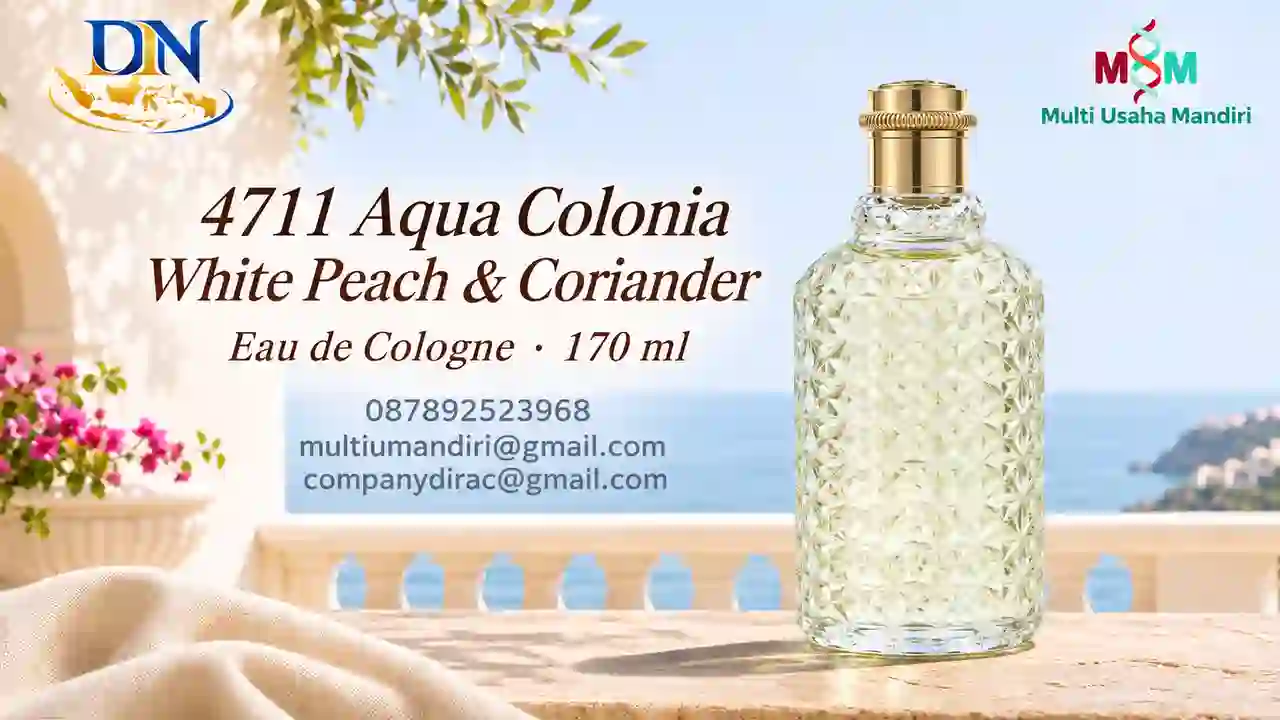 DN
M M
Multi Usaha Mandiri
4711 Aqua Colonia
White Peach & Coriander
Eau de Cologne · 170 ml
087892523968
multiumandiri@gmail.com
companydirac@gmail.com